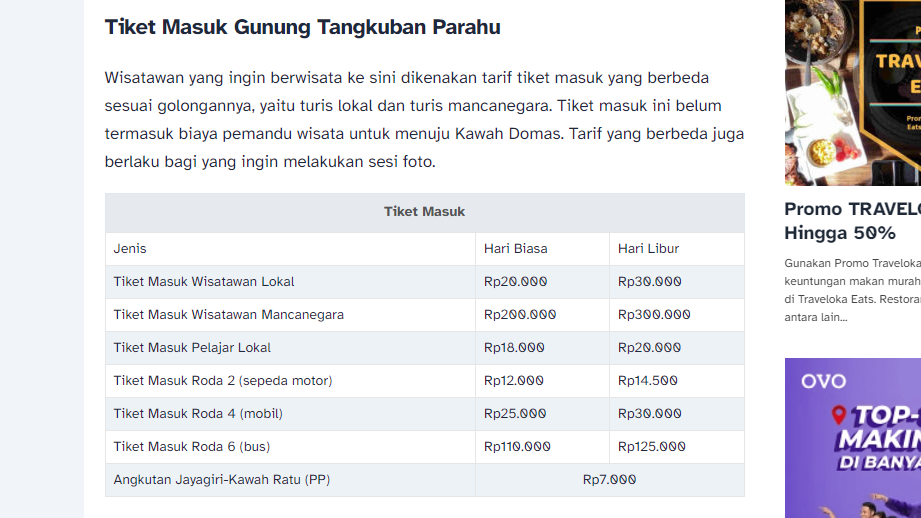 Tiket Masuk Gunung Tangkuban Parahu
Wisatawan yang ingin berwisata ke sini dikenakan tarif tiket masuk yang berbeda
sesuai golongannya, yaitu turis lokal dan turis mancanegara. Tiket masuk ini belum
termasuk biaya pemandu wisata untuk menuju Kawah Domas. Tarif yang berbeda juga
berlaku bagi yang ingin melakukan sesi foto.
Tiket Masuk
Jenis Hari Biasa Hari Libur
Tiket Masuk Wisatawan Lokal Rp20.000 Rp30.000
Tiket Masuk Wisatawan Mancanegara Rp200.000 Rp300.000
Tiket Masuk Pelajar Lokal Rp18.000 Rp20.000
Tiket Masuk Roda 2 (sepeda motor) Rp12.000 Rp14.500
Tiket Masuk Roda 4 (mobil) Rp25.000 Rp30.000
Tiket Masuk Roda 6 (bus) Rp110.000 Rp125.000
Angkutan Jayagiri-Kawah Ratu (PP) Rp7.000
Promo TRAVELO
Hingga 50%
Gunakan Promo Traveloka
keuntungan makan murah
di Traveloka Eats. Restoran
antara lain...
OVO
TOP-
MAKIN
DI BANYA